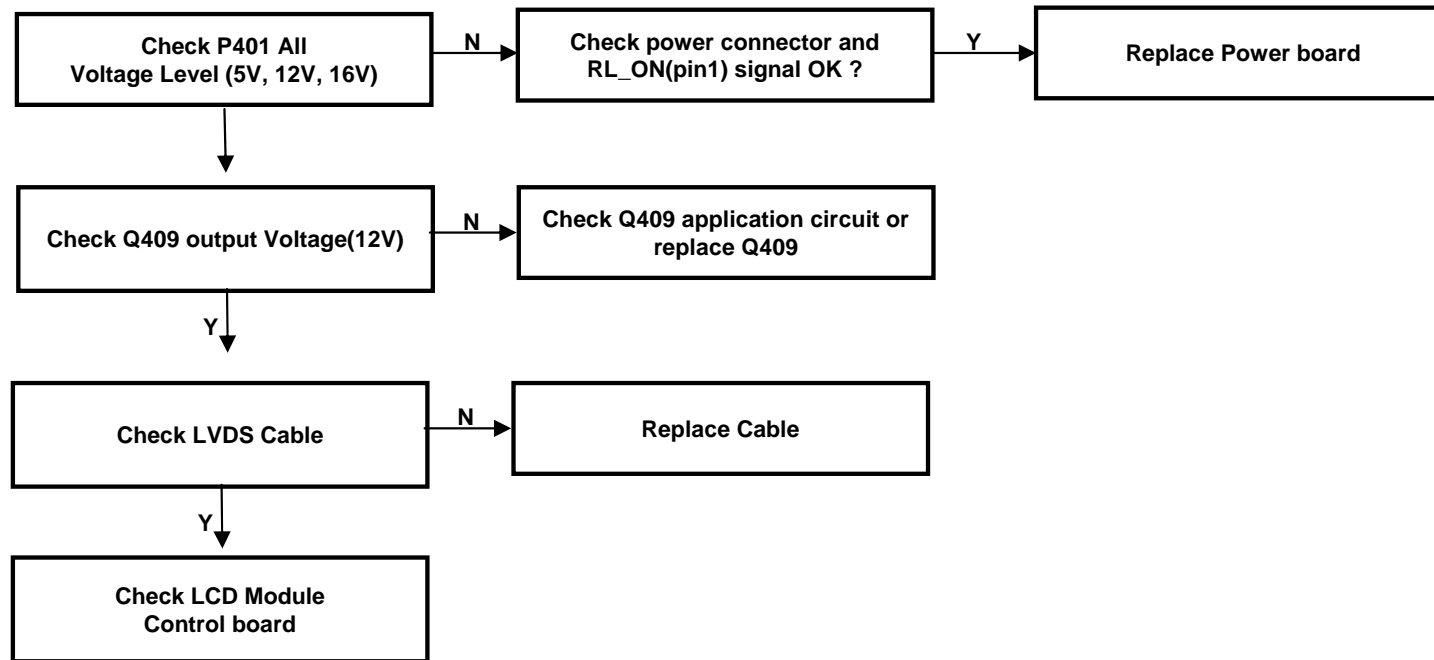 Check P401 All
Voltage Level (5V, 12V, 16V)
N
Check power connector and
RL_ON(pin1) signal OK ?
Y
Replace Power board
Check Q409 output Voltage(12V)
N
Check Q409 application circuit or
replace Q409
Y
Check LVDS Cable
N
Replace Cable
Y
Check LCD Module
Control board